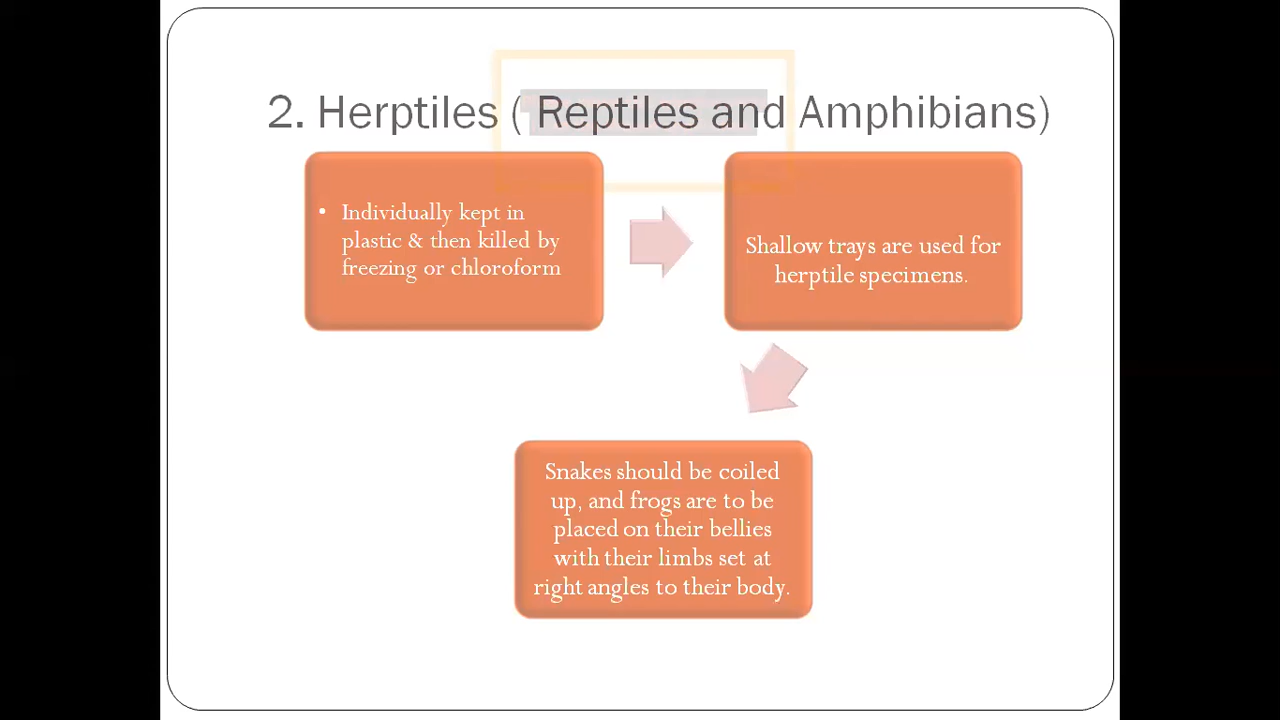 2. Herptiles ( Reptiles and Amphibians)
• Individually kept in
plastic & then killed by
freezing or chloroform
Shallow trays are used for
herptile specimens.
Snakes should be coiled
up, and frogs are to be
placed on their bellies
with their limbs set at
right angles to their body.